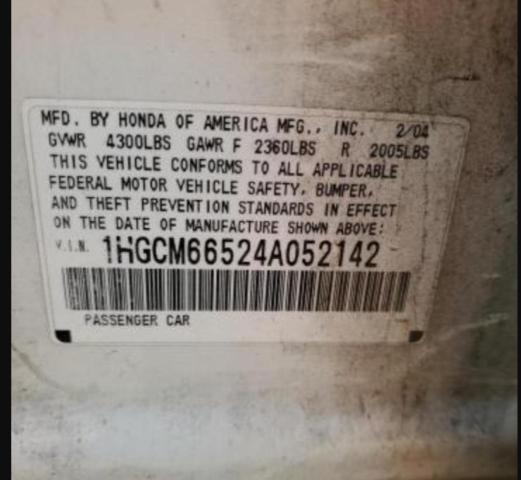 MFD. BY HONDA OF AMERICA MFG., INC. 2/04
GVWR 4300LBS GAWR F 2360LBS R 2005LBS
THIS VEHICLE CONFORMS TO ALL APPLICABLE
FEDERAL MOTOR VEHICLE SAFETY, BUMPER,
AND THEFT PREVENTION STANDARDS IN EFFECT
ON THE DATE OF MANUFACTURE SHOWN ABOVE:
V.I.N. 1HGCM66524A052142
PASSENGER CAR